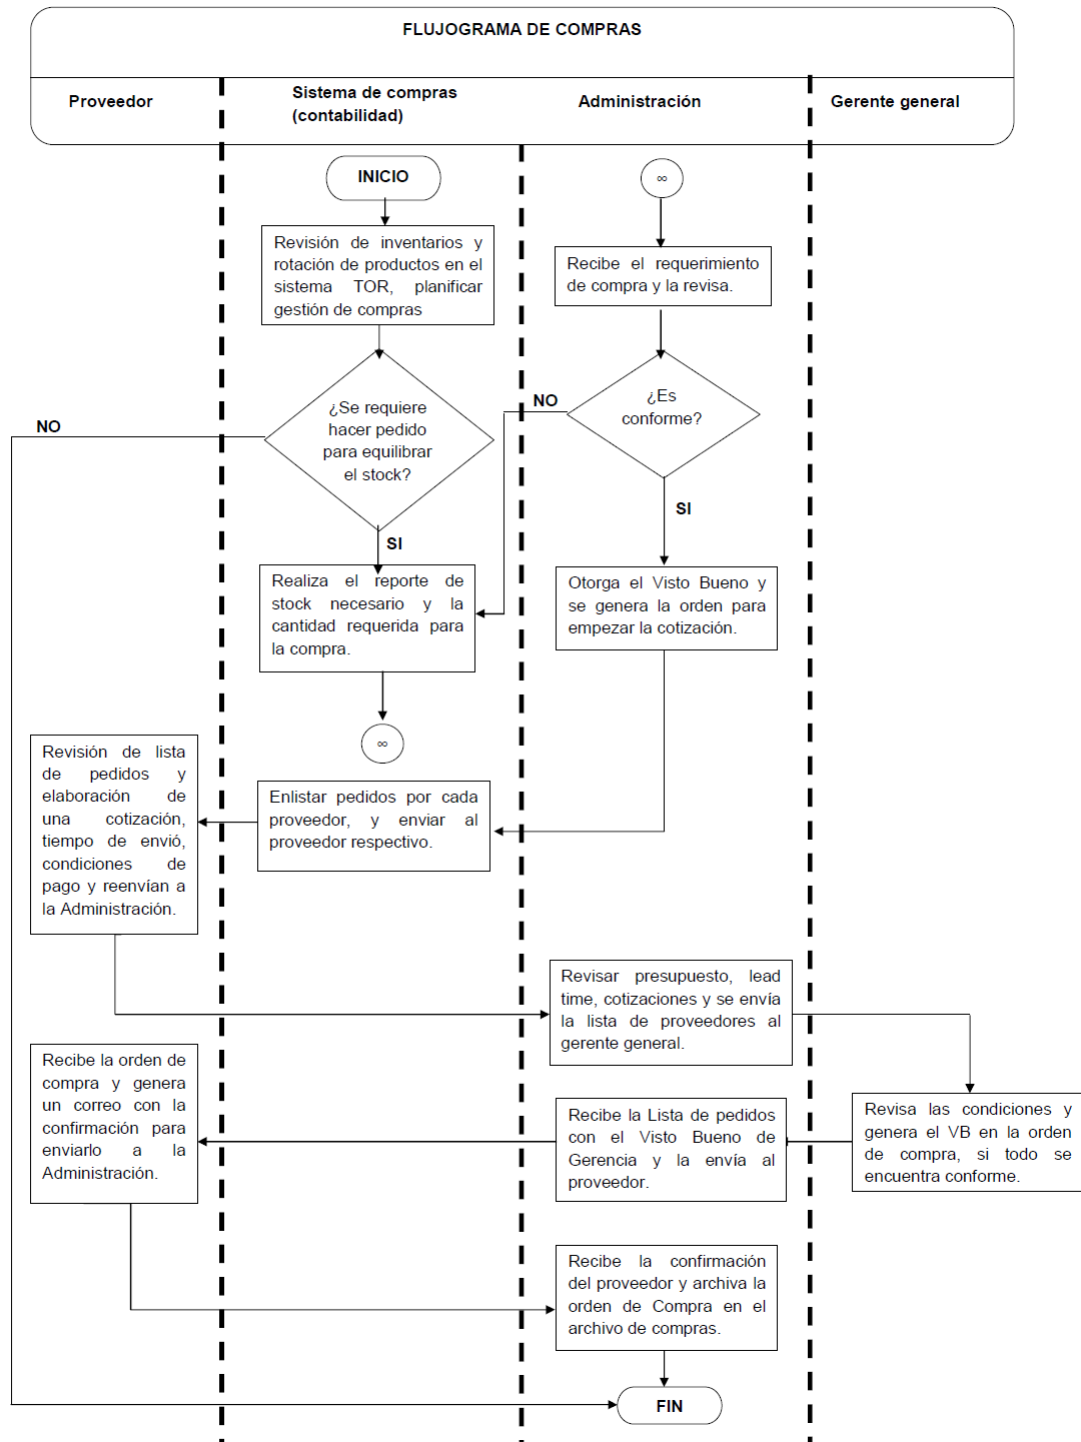 FLUJOGRAMA DE COMPRAS
Proveedor
Sistema de compras
(contabilidad)
Administración
Gerente general
INICIO
∞
Revisión de inventarios y
rotación de productos en el
sistema TOR, planificar
gestión de compras
Recibe el requerimiento
de compra y la revisa.
¿Se requiere
hacer pedido
para equilibrar
el stock?
NO
¿Es
conforme?
NO
SI
SI
Realiza el reporte de
stock necesario y la
cantidad requerida para
la compra.
Otorga el Visto Bueno y
se genera la orden para
empezar la cotización.
∞
Revisión de lista
de pedidos y
elaboración de
una cotización,
tiempo de envió,
condiciones de
pago y reenvían a
la Administración.
Enlistar pedidos por cada
proveedor, y enviar al
proveedor respectivo.
Revisar presupuesto, lead
time, cotizaciones y se envía
la lista de proveedores al
gerente general.
Recibe la orden de
compra y genera
un correo con la
confirmación para
enviarlo a la
Administración.
Recibe la Lista de pedidos
con el Visto Bueno de
Gerencia y la envía al
proveedor.
Revisa las condiciones y
genera el VB en la orden
de compra, si todo se
encuentra conforme.
Recibe la confirmación
del proveedor y archiva la
orden de Compra en el
archivo de compras.
FIN